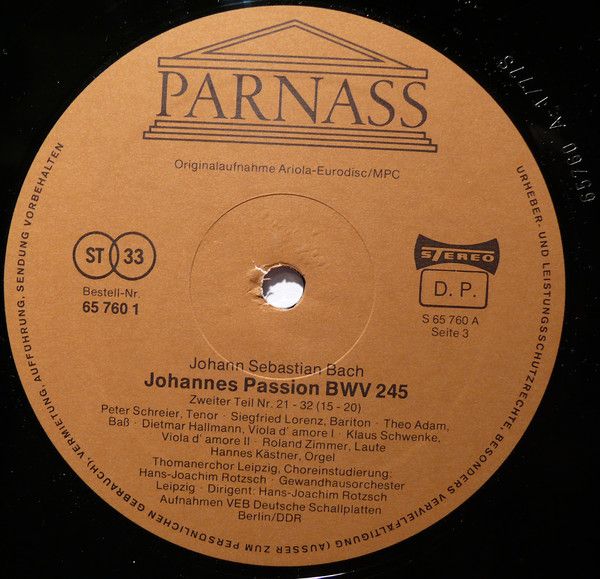 PARNASS
Originalaufnahme Ariola-Eurodisc/MPC
ST 33
Bestell-Nr.
65 760 1
STEREO
D. P.
S 65 760 A
Seite 3
Johann Sebastian Bach
Johannes Passion BWV 245
Zweiter Teil Nr. 21 - 32 (15 - 20)
Peter Schreier, Tenor · Siegfried Lorenz, Bariton · Theo Adam,
Baß · Dietmar Hallmann, Viola d' amore I · Klaus Schwenke,
Viola d' amore II · Roland Zimmer, Laute
Hannes Kästner, Orgel
Thomanerchor Leipzig, Choreinstudierung:
Hans-Joachim Rotzsch · Gewandhausorchester
Leipzig · Dirigent: Hans-Joachim Rotzsch
Aufnahmen VEB Deutsche Schallplatten
Berlin/DDR
URHEBER- UND LEISTUNGSSCHUTZRECHTE, BESONDERS VERVIELFÄLTIGUNG (AUSSER ZUM PERSÖNLICHEN GEBRAUCH), VERMIETUNG, AUFFÜHRUNG, SENDUNG VORBEHALTEN